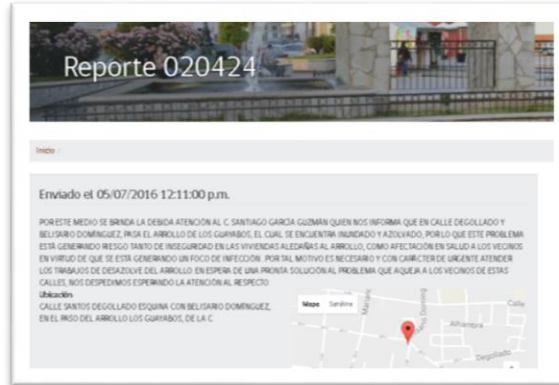 Reporte 020424
Inicio /
Enviado el 05/07/2016 12:11:00 p.m.
POR ESTE MEDIO SE BRINDA LA DEBIDA ATENCIÓN AL C. SANTIAGO GARCÍA GUZMÁN QUIEN NOS INFORMA QUE EN CALLE DEGOLLADO Y
BELISARIO DOMÍNGUEZ, PASA EL ARROLLO DE LOS GUAYABOS, EL CUAL SE ENCUENTRA INUNDADO Y AZOLVADO, POR LO QUE ESTE PROBLEMA
ESTÁ GENERANDO RIESGO TANTO DE INSEGURIDAD EN LAS VIVIENDAS ALEDAÑAS AL ARROLLO, COMO AFECTACIÓN EN SALUD A LOS VECINOS
EN VIRTUD DE QUE SE ESTÁ GENERANDO UN FOCO DE INFECCIÓN. POR TAL MOTIVO ES NECESARIO Y CON CARÁCTER DE URGENTE ATENDER
LOS TRABAJOS DE DESAZOLVE DEL ARROLLO. EN ESPERA DE UNA PRONTA SOLUCIÓN AL PROBLEMA QUE AQUEJA A LOS VECINOS DE ESTAS
CALLES, NOS DESPEDIMOS ESPERANDO LA ATENCIÓN AL RESPECTO
Ubicación
CALLE SANTOS DEGOLLADO ESQUINA CON BELISARIO DOMÍNGUEZ,
EN EL PASO DEL ARROLLO LOS GUAYABOS, DE LA C
Mapa Satélite
Calle
Alhambra
Degollado